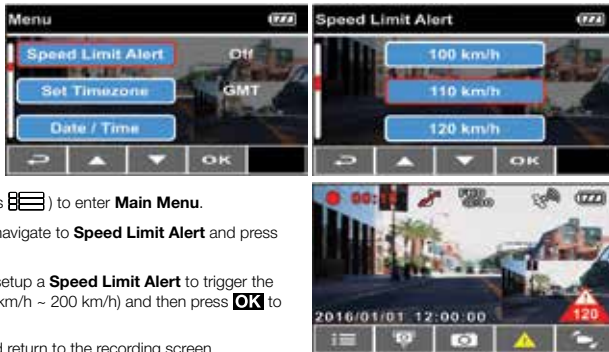 Menu
Speed Limit Alert Off
Set Timezone GMT
Date / Time
OK
Speed Limit Alert
100 km/h
110 km/h
120 km/h
OK
) to enter Main Menu.
navigate to Speed Limit Alert and press
setup a Speed Limit Alert to trigger the
km/h ~ 200 km/h) and then press OK to
return to the recording screen
2016/01/01 12:00:00
120